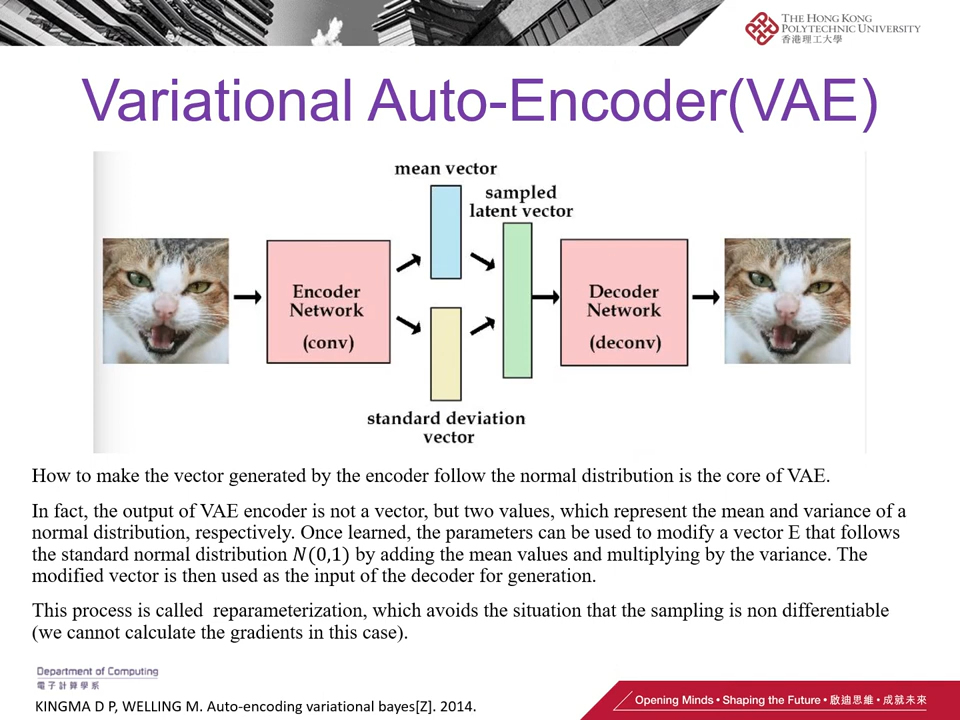 THE HONG KONG
POLYTECHNIC UNIVERSITY
香港理工大學
Variational Auto-Encoder(VAE)
mean vector
sampled
latent vector
Encoder
Network
(conv)
Decoder
Network
(deconv)
standard deviation
vector
How to make the vector generated by the encoder follow the normal distribution is the core of VAE.
In fact, the output of VAE encoder is not a vector, but two values, which represent the mean and variance of a
normal distribution, respectively. Once learned, the parameters can be used to modify a vector E that follows
the standard normal distribution N(0,1) by adding the mean values and multiplying by the variance. The
modified vector is then used as the input of the decoder for generation.
This process is called  reparameterization, which avoids the situation that the sampling is non differentiable
(we cannot calculate the gradients in this case).
Department of Computing
電子計算學系
KINGMA D P, WELLING M. Auto-encoding variational bayes[Z]. 2014.
Opening Minds • Shaping the Future • 啟迪思維 • 成就未來